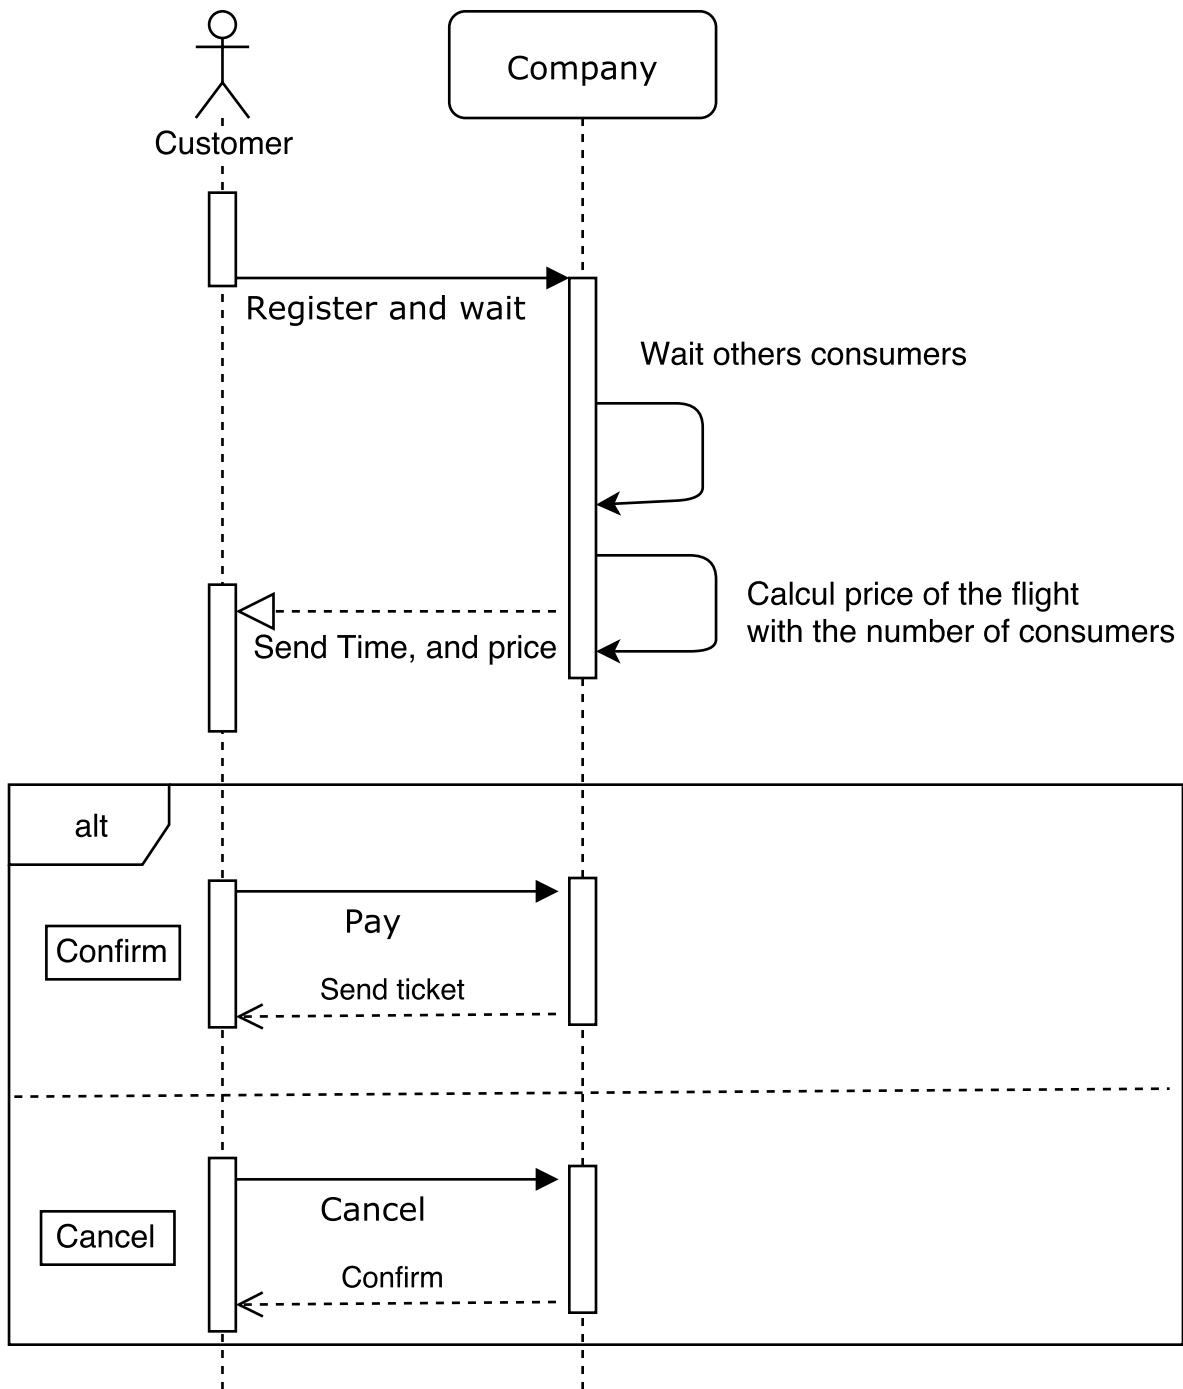 Customer
Company
Register and wait
Wait others consumers
Calcul price of the flight
with the number of consumers
Send Time, and price
alt
Pay
Confirm
Send ticket
Cancel
Cancel
Confirm